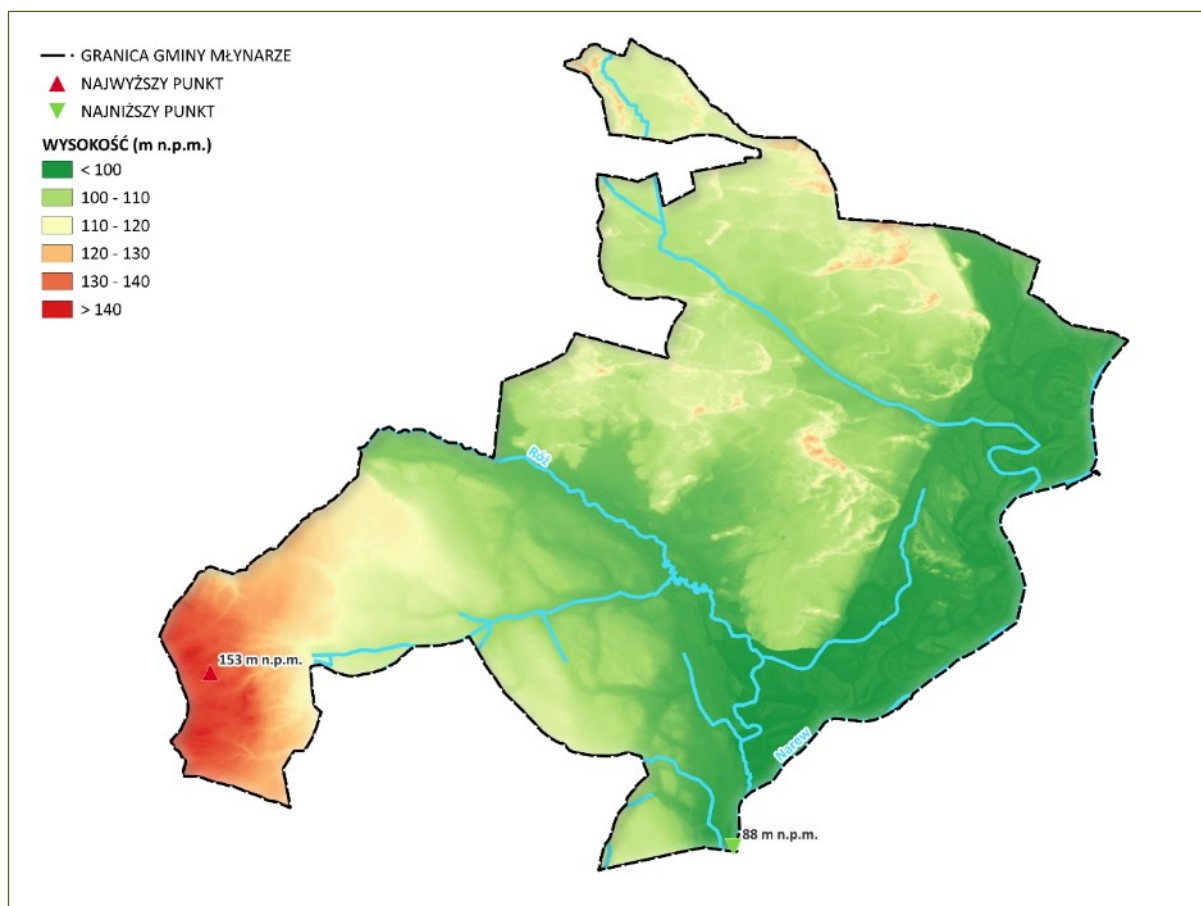 GRANICA GMINY MŁYNARZE
NAJWYŻSZY PUNKT
NAJNIŻSZY PUNKT
WYSOKOŚĆ (m n.p.m.)
< 100
100 - 110
110 - 120
120 - 130
130 - 140
> 140
Róż
153 m n.p.m.
Narew
88 m n.p.m.